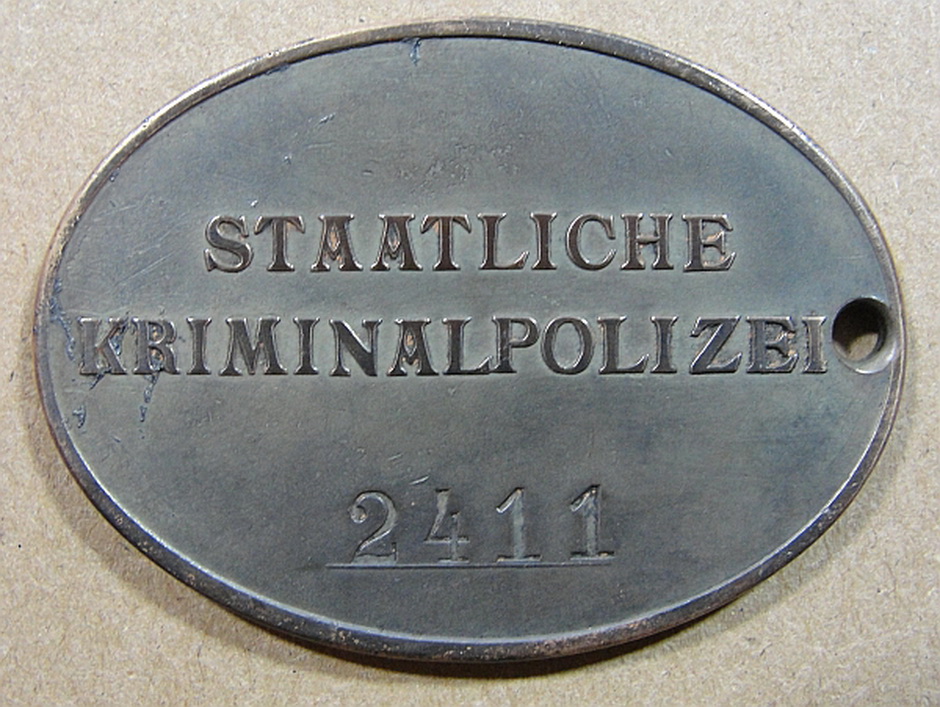 STAATLICHE
KRIMINALPOLIZEI
2411